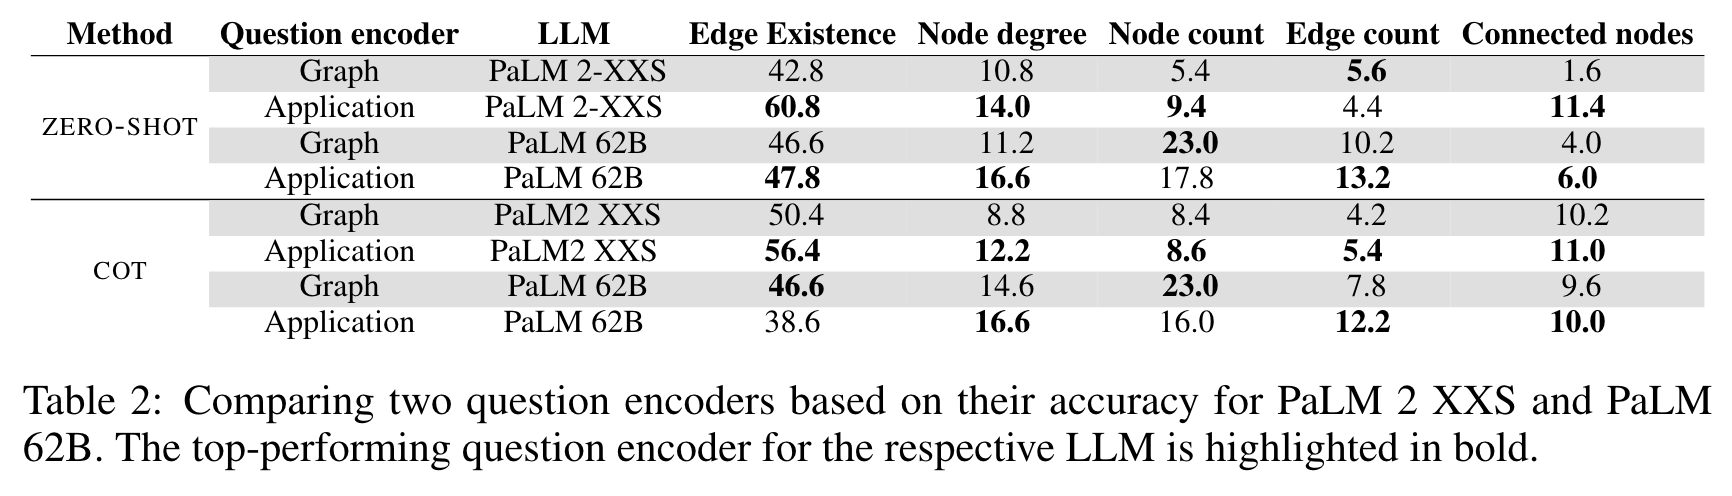 Method Question encoder LLM Edge Existence Node degree Node count Edge count Connected nodes
Graph PaLM 2-XXS 42.8 10.8 5.4 5.6 1.6
Application PaLM 2-XXS 60.8 14.0 9.4 4.4 11.4
ZERO-SHOT
Graph PaLM 62B 46.6 11.2 23.0 10.2 4.0
Application PaLM 62B 47.8 16.6 17.8 13.2 6.0
Graph PaLM2 XXS 50.4 8.8 8.4 4.2 10.2
Application PaLM2 XXS 56.4 12.2 8.6 5.4 11.0
COT
Graph PaLM 62B 46.6 14.6 23.0 7.8 9.6
Application PaLM 62B 38.6 16.6 16.0 12.2 10.0
Table 2: Comparing two question encoders based on their accuracy for PaLM 2 XXS and PaLM
62B. The top-performing question encoder for the respective LLM is highlighted in bold.